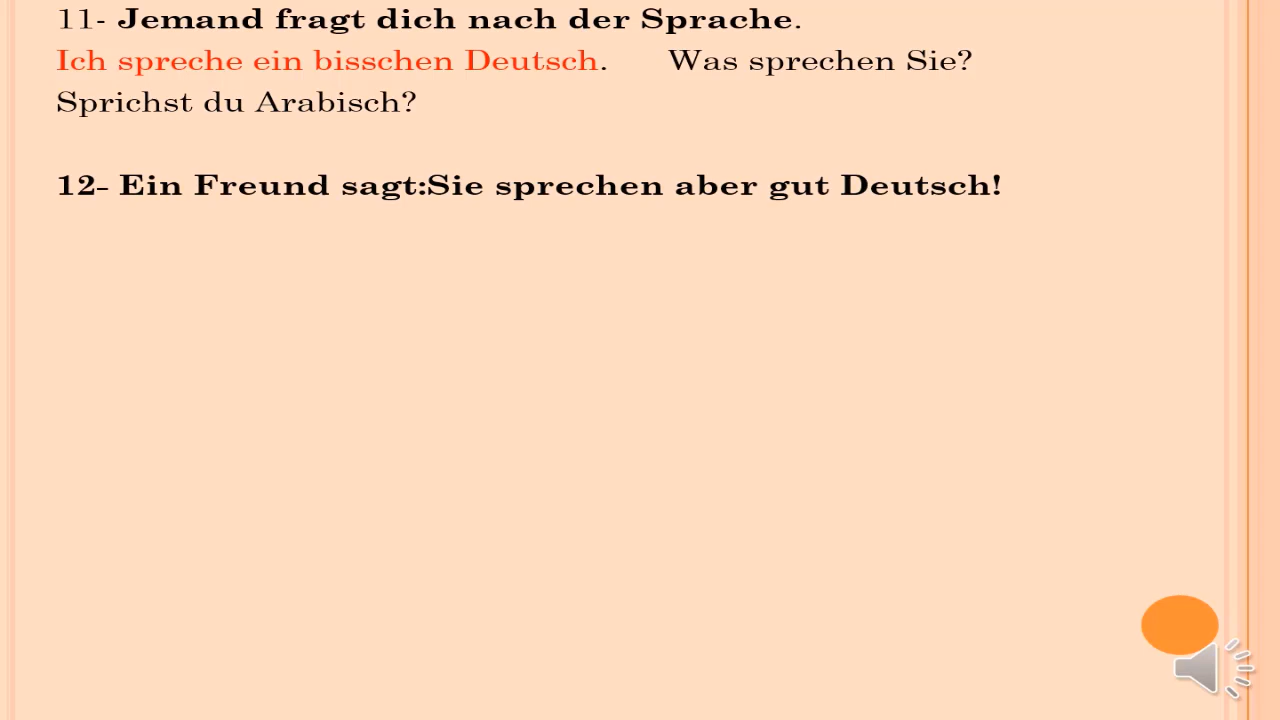 11- Jemand fragt dich nach der Sprache.
Ich spreche ein bisschen Deutsch. Was sprechen Sie?
Sprichst du Arabisch?
12- Ein Freund sagt:Sie sprechen aber gut Deutsch!